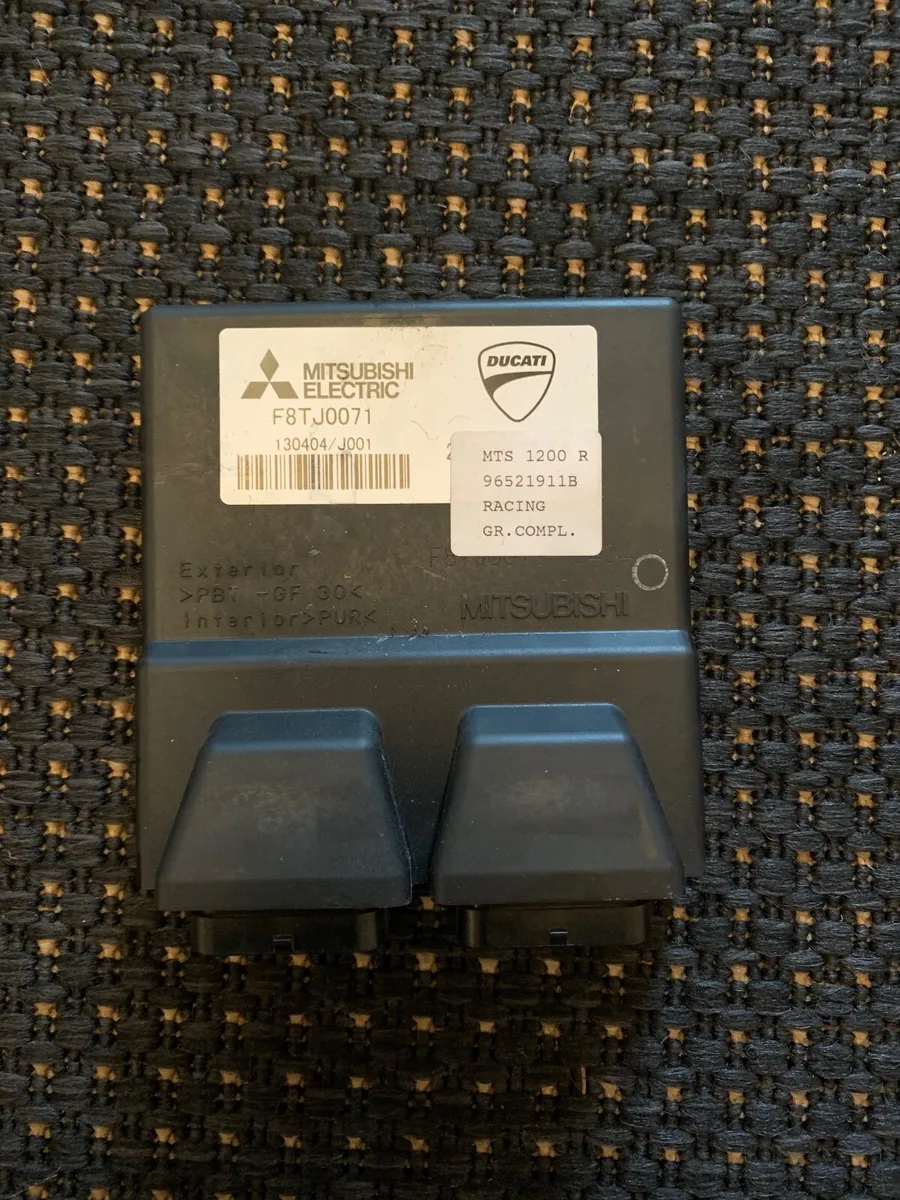 MITSUBISHI
ELECTRIC
F8TJ0071
130404/J001
DUCATI
MTS 1200 R
96521911B
RACING
GR.COMPL.
Exterior
>PBT -GF 30<
Interior>PUR<
MITSUBISHI